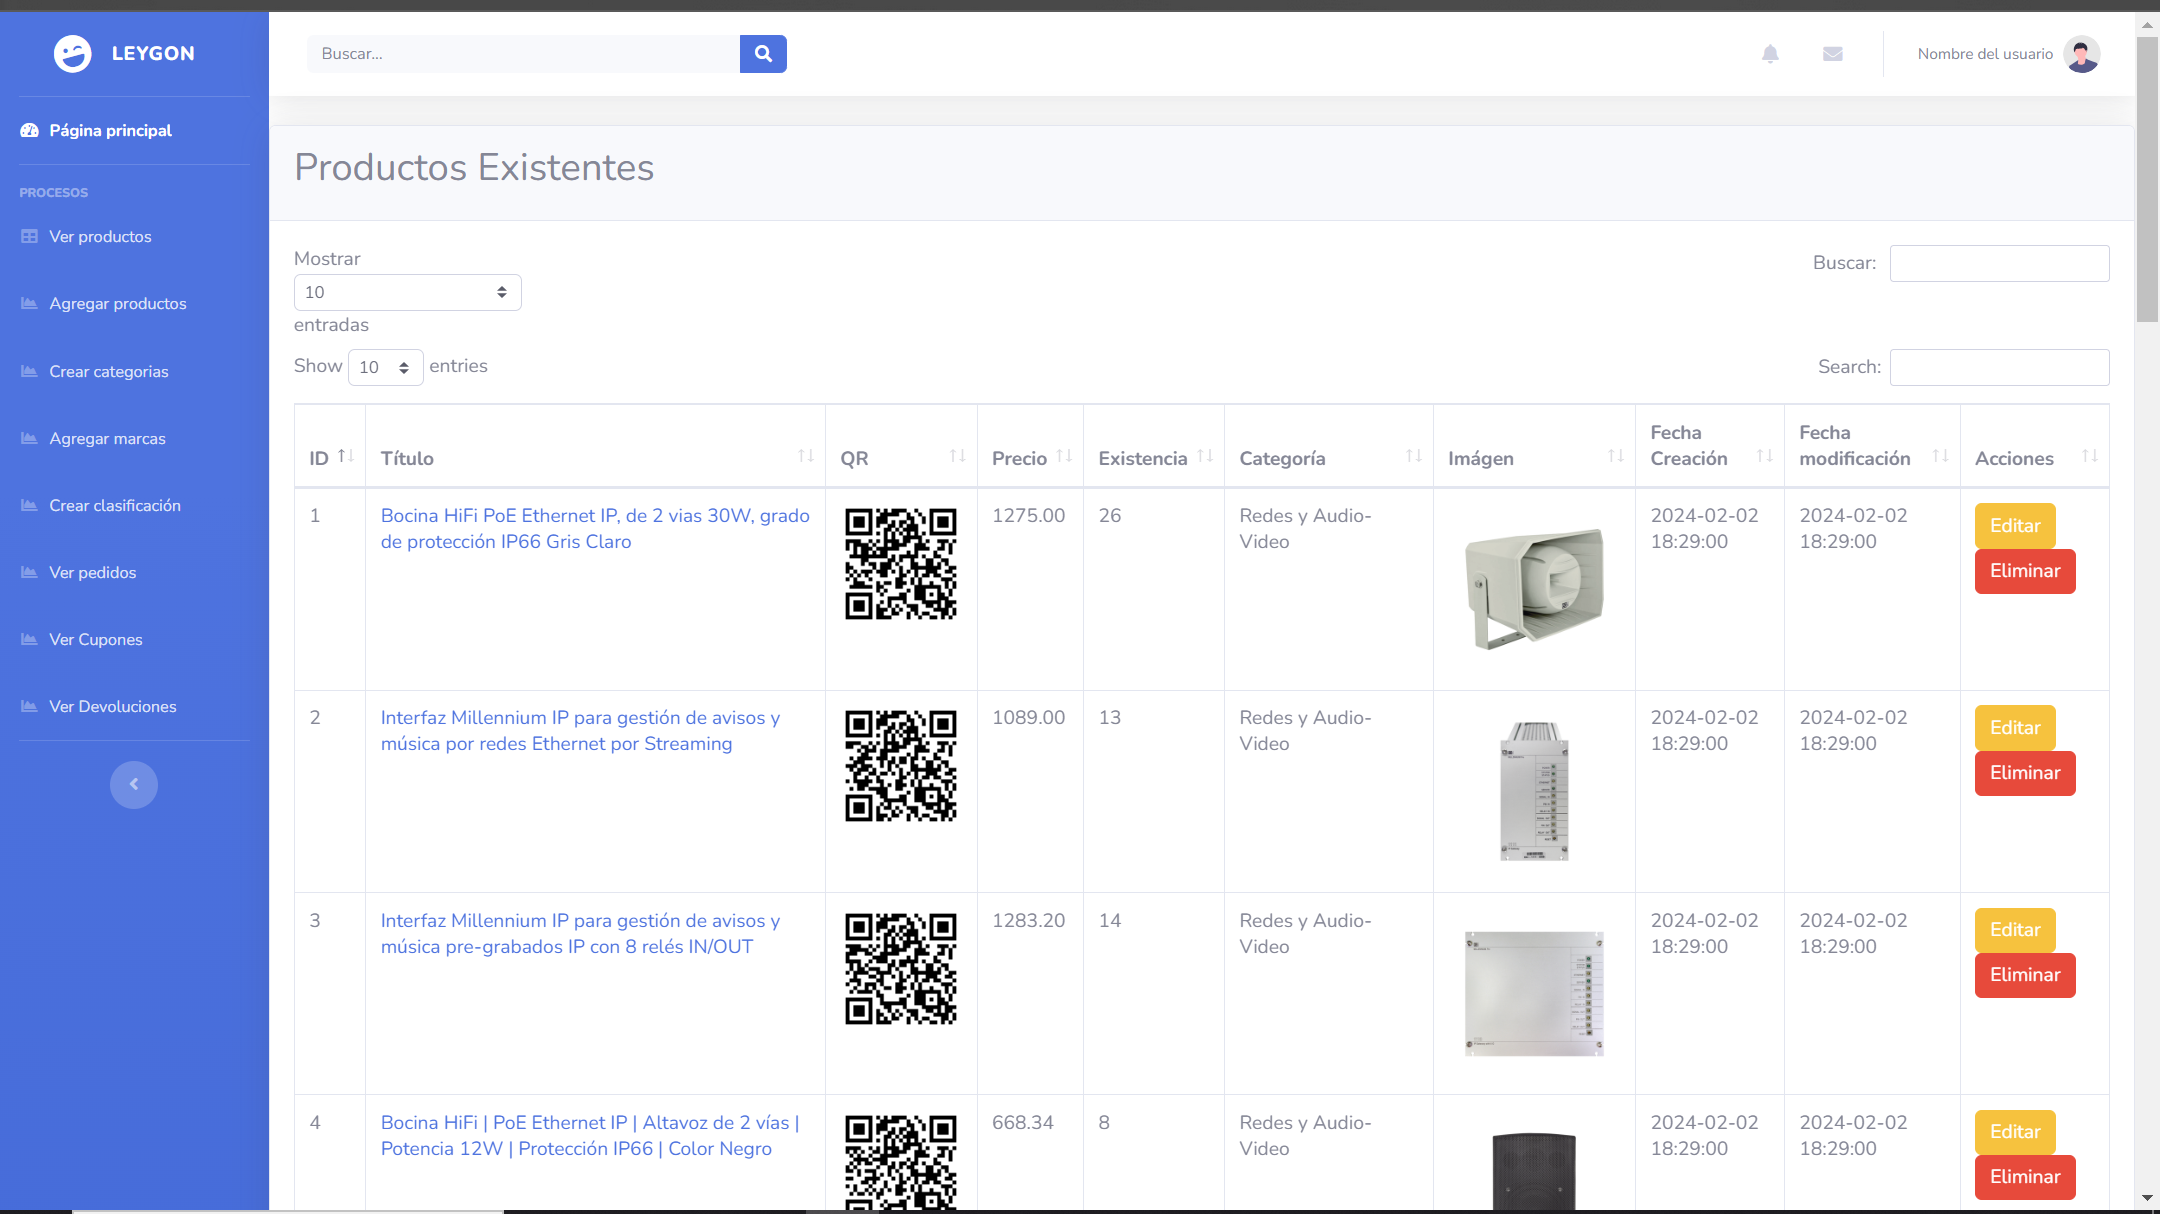 LEYGON
Buscar...
Nombre del usuario
Página principal
PROCESOS
Ver productos
Agregar productos
Crear categorias
Agregar marcas
Crear clasificación
Ver pedidos
Ver Cupones
Ver Devoluciones
Productos Existentes
Mostrar
10
entradas
Buscar:
Show 10 entries
Search:
ID Título QR Precio Existencia Categoría Imágen Fecha Creación Fecha modificación Acciones
1 Bocina HiFi PoE Ethernet IP, de 2 vias 30W, grado 1275.00 26 Redes y Audio- 2024-02-02 2024-02-02 Editar
de protección IP66 Gris Claro Video 18:29:00 18:29:00
Eliminar
2 Interfaz Millennium IP para gestión de avisos y 1089.00 13 Redes y Audio- 2024-02-02 2024-02-02 Editar
música por redes Ethernet por Streaming Video 18:29:00 18:29:00
Eliminar
3 Interfaz Millennium IP para gestión de avisos y 1283.20 14 Redes y Audio- 2024-02-02 2024-02-02 Editar
música pre-grabados IP con 8 relés IN/OUT Video 18:29:00 18:29:00
Eliminar
4 Bocina HiFi | PoE Ethernet IP | Altavoz de 2 vías | 668.34 8 Redes y Audio- 2024-02-02 2024-02-02 Editar
Potencia 12W | Protección IP66 | Color Negro Video 18:29:00 18:29:00
Eliminar